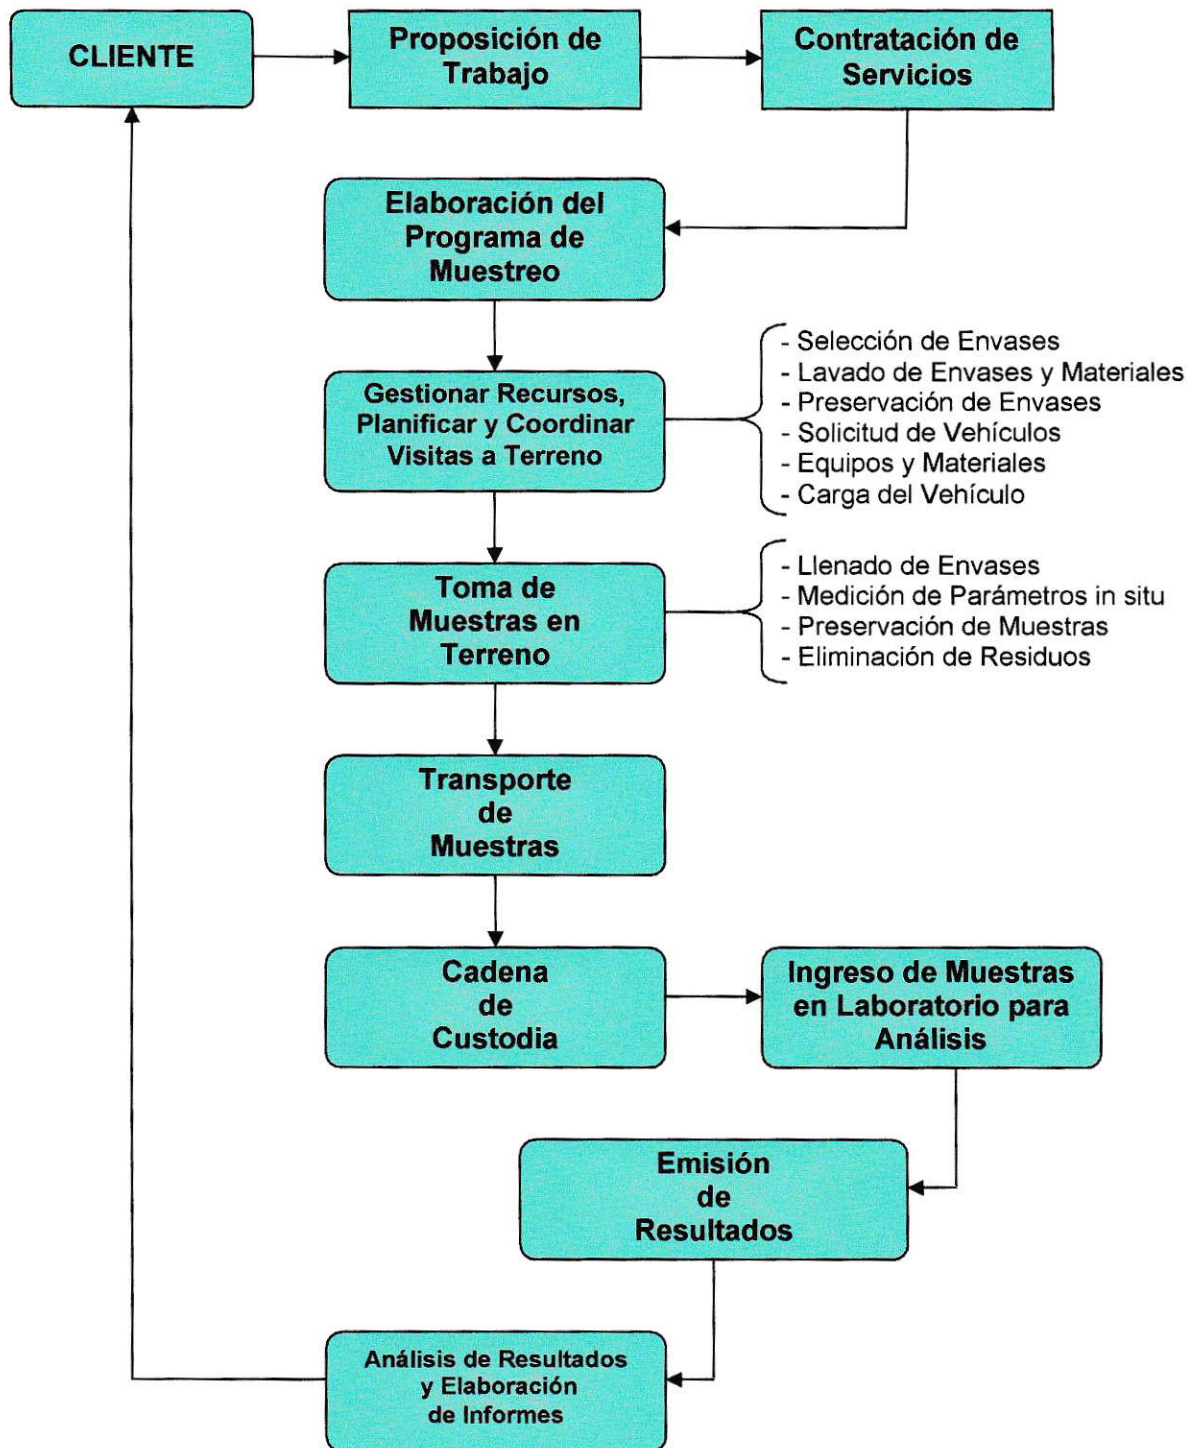 CLIENTE
Proposición de
Trabajo
Contratación de
Servicios
Elaboración del
Programa de
Muestreo
Gestionar Recursos,
Planificar y Coordinar
Visitas a Terreno
- Selección de Envases
- Lavado de Envases y Materiales
- Preservación de Envases
- Solicitud de Vehículos
- Equipos y Materiales
- Carga del Vehículo
Toma de
Muestras en
Terreno
- Llenado de Envases
- Medición de Parámetros in situ
- Preservación de Muestras
- Eliminación de Residuos
Transporte
de
Muestras
Cadena
de
Custodia
Ingreso de Muestras
en Laboratorio para
Análisis
Emisión
de
Resultados
Análisis de Resultados
y Elaboración
de Informes